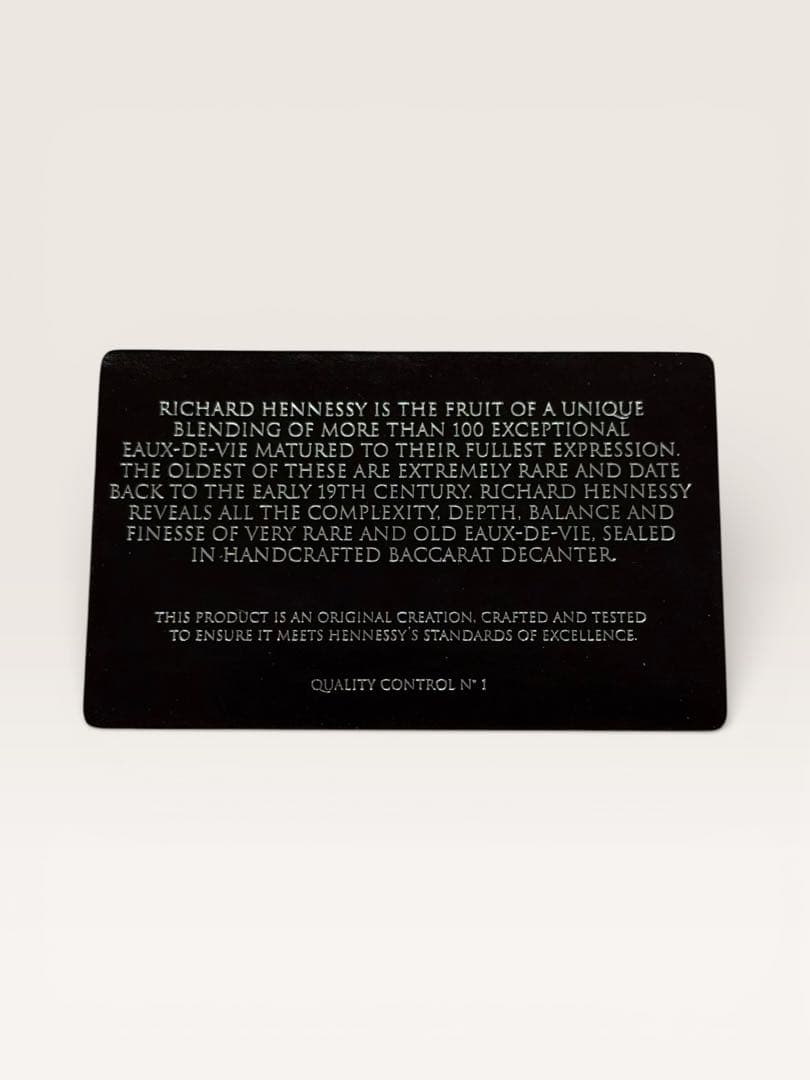 RICHARD HENNESSY IS THE FRUIT OF A UNIQUE
BLENDING OF MORE THAN 100 EXCEPTIONAL
EAUX-DE-VIE MATURED TO THEIR FULLEST EXPRESSION.
THE OLDEST OF THESE ARE EXTREMELY RARE AND DATE
BACK TO THE EARLY 19TH CENTURY. RICHARD HENNESSY
REVEALS ALL THE COMPLEXITY, DEPTH, BALANCE AND
FINESSE OF VERY RARE AND OLD EAUX-DE-VIE, SEALED
IN HANDCRAFTED BACCARAT DECANTER.
THIS PRODUCT IS AN ORIGINAL CREATION, CRAFTED AND TESTED
TO ENSURE IT MEETS HENNESSY'S STANDARDS OF EXCELLENCE.
QUALITY CONTROL N° 1